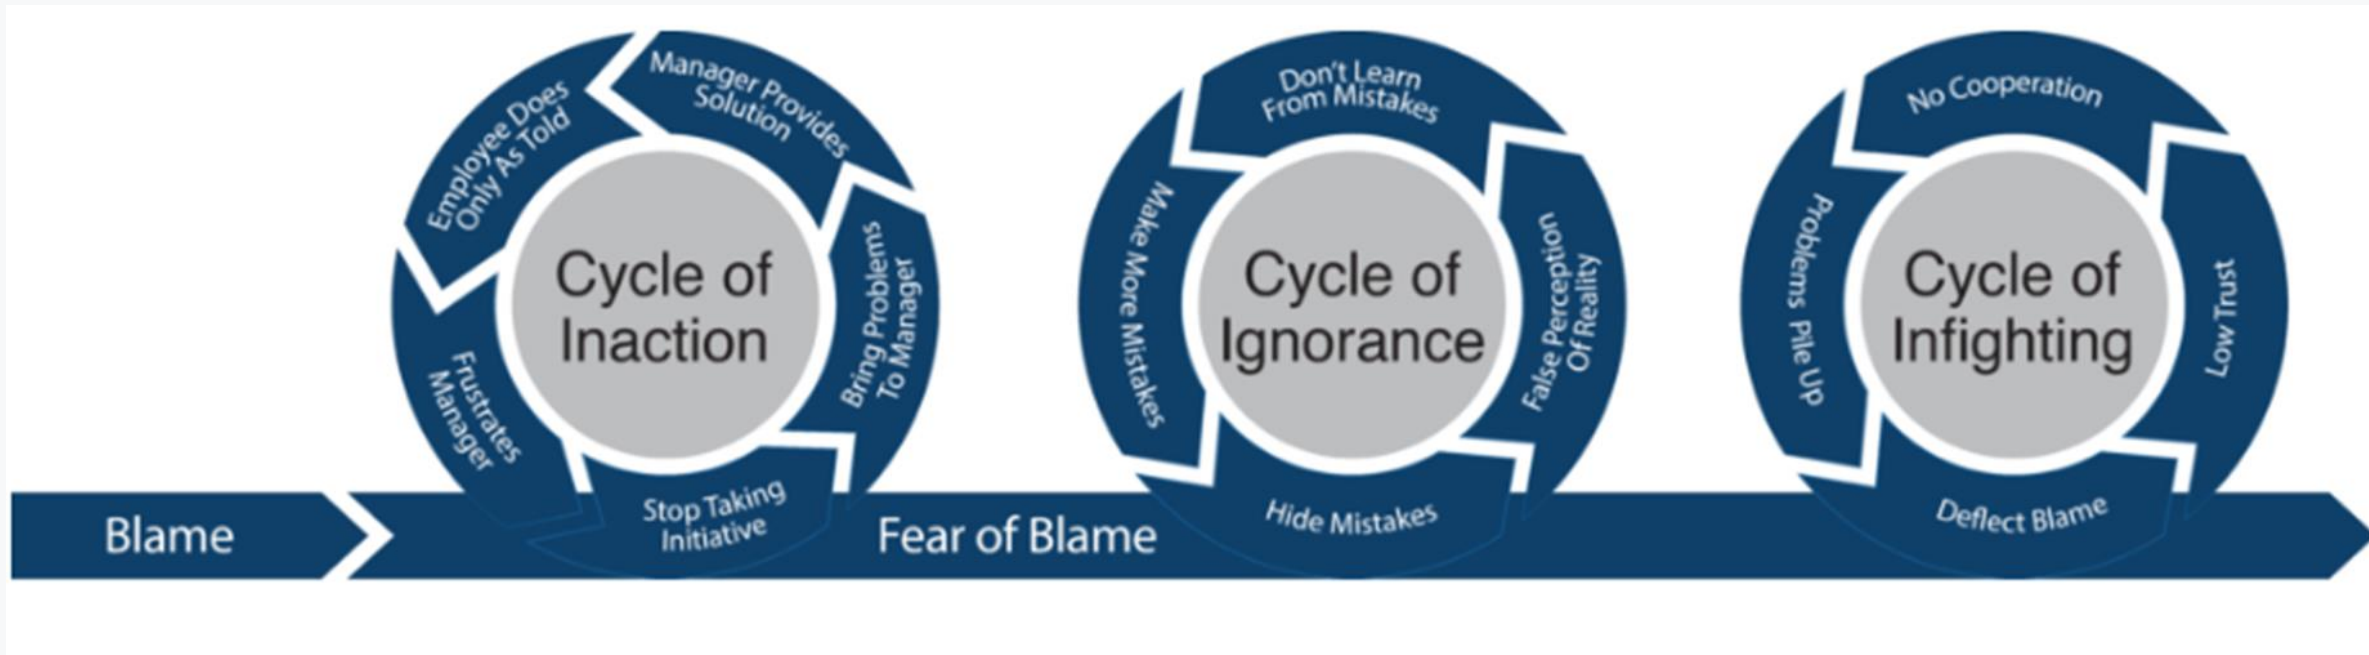 Blame
Fear of Blame
Cycle of
Inaction
Stop Taking
Initiative
Bring Problems
To Manager
Manager Provides
Solution
Employee Does
Only As Told
Frustrates
Manager
Cycle of
Ignorance
Hide Mistakes
False Perception
Of Reality
Don't Learn
From Mistakes
Make More Mistakes
Cycle of
Infighting
Deflect Blame
Low Trust
No Cooperation
Problems Pile Up